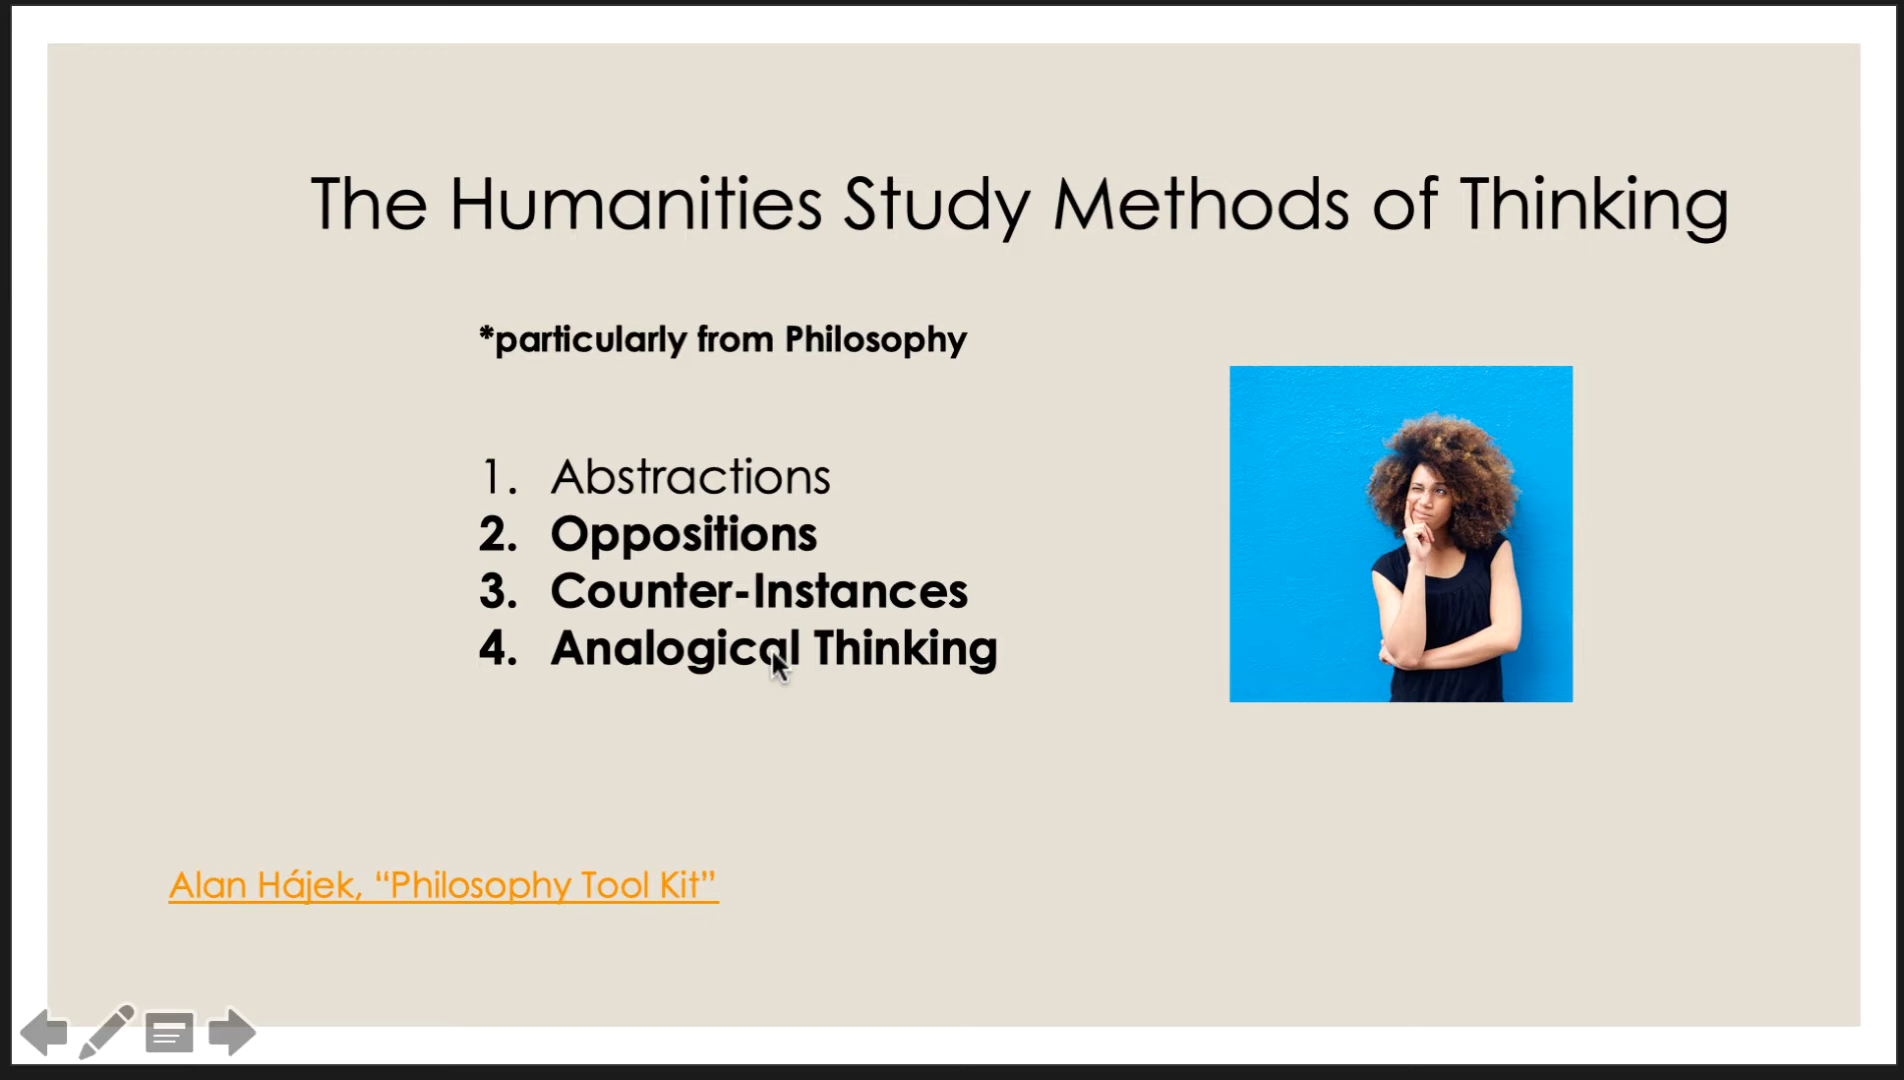 The Humanities Study Methods of Thinking
*particularly from Philosophy
1. Abstractions
2. Oppositions
3. Counter-Instances
4. Analogical Thinking
Alan Hájek, “Philosophy Tool Kit”